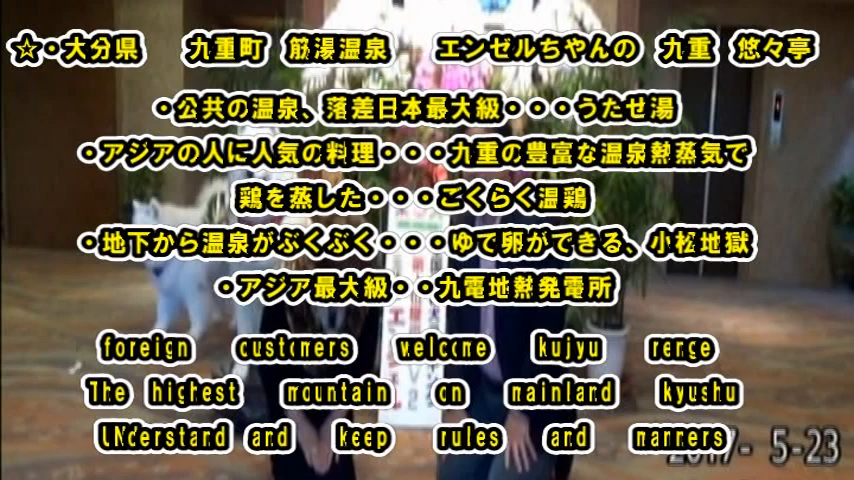 ☆・大分県 九重町 筋湯温泉 エンゼルちやんの 九重 悠々亭
・公共の温泉、落差日本最大級・・・うたせ湯
・アジアの人に人気の料理・・・九重の豊富な温泉熱蒸気で
鶏を蒸した・・・ごくらく温鶏
・地下から温泉がぶくぶく・・・ゆで卵ができる、小松地獄
・アジア最大級・・九電地熱発電所
foreign customers welcome kujyu renge
The highest mountain on mainland kyushu
UNderstand and keep rules and manners
2017- 5-23